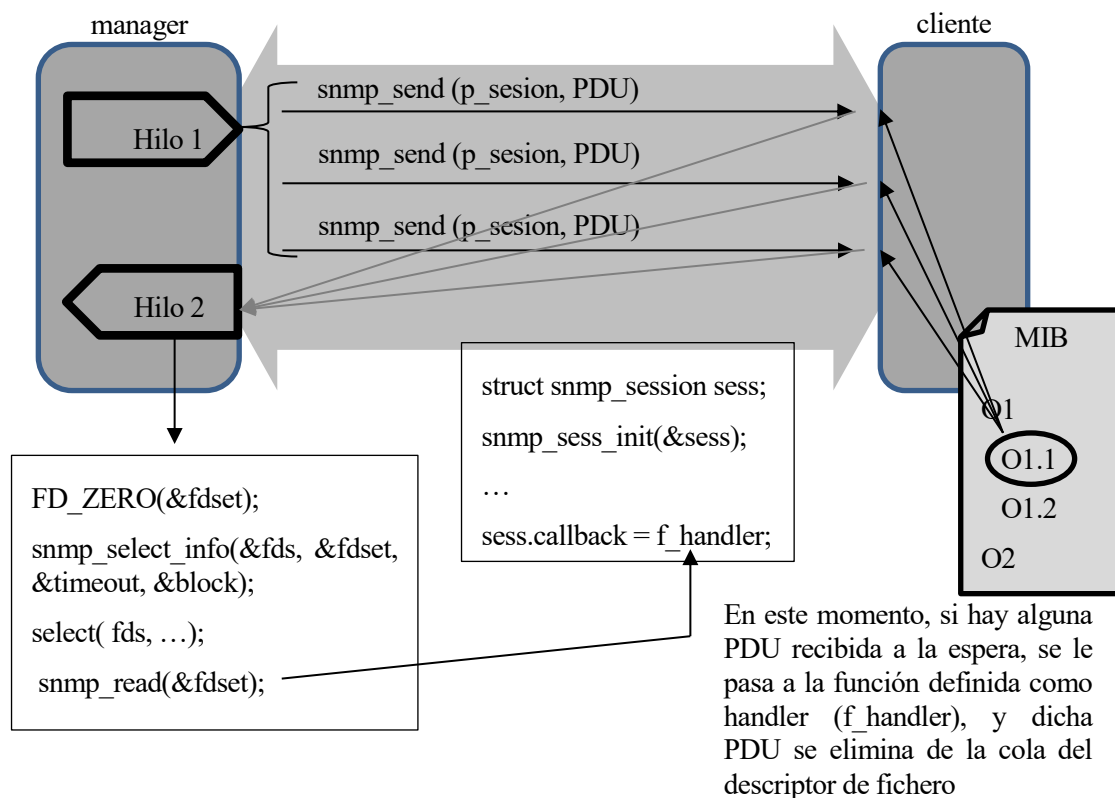 manager
cliente
Hilo 1
snmp_send (p_sesion, PDU)
snmp_send (p_sesion, PDU)
snmp_send (p_sesion, PDU)
Hilo 2
MIB
O1
O1.1
O1.2
O2
struct snmp_session sess;
snmp_sess_init(&sess);
…
sess.callback = f_handler;
FD_ZERO(&fdset);
snmp_select_info(&fds, &fdset,
&timeout, &block);
select( fds, …);
snmp_read(&fdset);
En este momento, si hay alguna
PDU recibida a la espera, se le
pasa a la función definida como
handler (f_handler), y dicha
PDU se elimina de la cola del
descriptor de fichero